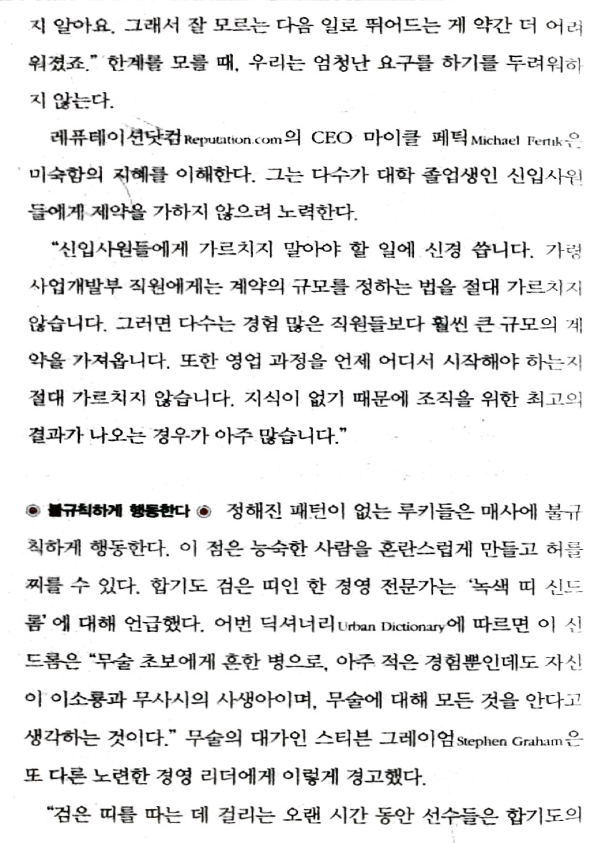 지 알아요. 그래서 잘 모르는 다음 일로 뛰어드는 게 약간 더 어려
워졌죠.” 한계를 모를 때, 우리는 엄청난 요구를 하기를 두려워하
지 않는다.
레퓨테이션닷컴Reputation.com의 CEO 마이클 페틱Michael Fertik은
미숙함의 지혜를 이해한다. 그는 다수가 대학 졸업생인 신입사원
들에게 제약을 가하지 않으려 노력한다.
“신입사원들에게 가르치지 말아야 할 일에 신경 씁니다. 가령
사업개발부 직원에게는 계약의 규모를 정하는 법을 절대 가르치지
않습니다. 그러면 다수는 경험 많은 직원들보다 훨씬 큰 규모의 계
약을 가져옵니다. 또한 영업 과정을 언제 어디서 시작해야 하는지
절대 가르치지 않습니다. 지식이 없기 때문에 조직을 위한 최고의
결과가 나오는 경우가 아주 많습니다.”
◉ 불규칙하게 행동한다 ◉ 정해진 패턴이 없는 루키들은 매사에 불규
칙하게 행동한다. 이 점은 능숙한 사람을 혼란스럽게 만들고 허를
찌를 수 있다. 합기도 검은 띠인 한 경영 전문가는 ‘녹색 띠 신드
롬’에 대해 언급했다. 어번 딕셔너리Urban Dictionary에 따르면 이 신
드롬은 “무술 초보에게 흔한 병으로, 아주 적은 경험뿐인데도 자신
이 이소룡과 무사시의 사생아이며, 무술에 대해 모든 것을 안다고
생각하는 것이다.” 무술의 대가인 스티븐 그레이엄Stephen Graham은
또 다른 노련한 경영 리더에게 이렇게 경고했다.
“검은 띠를 따는 데 걸리는 오랜 시간 동안 선수들은 합기도의